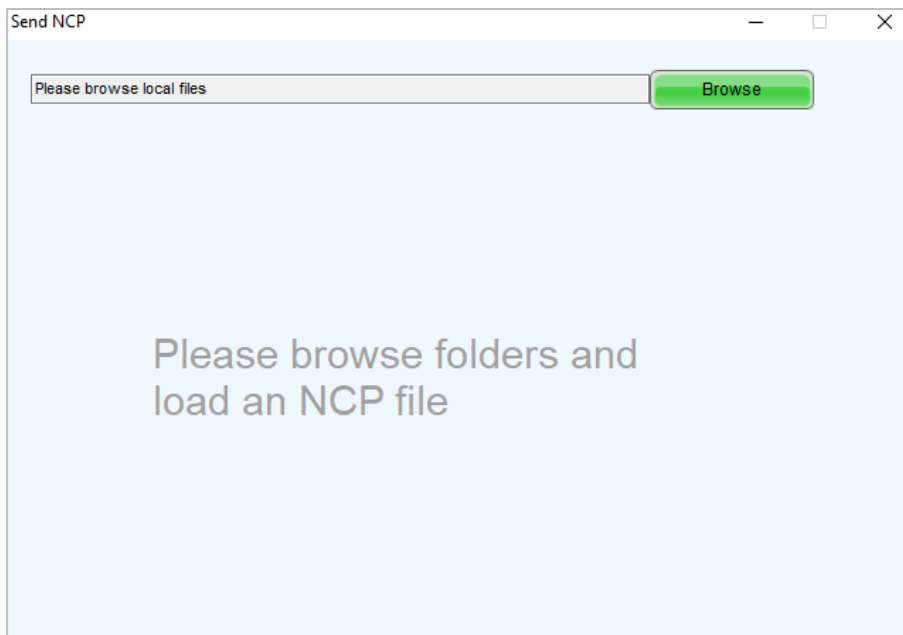 Send NCP
Please browse local files
Browse
Please browse folders and
load an NCP file